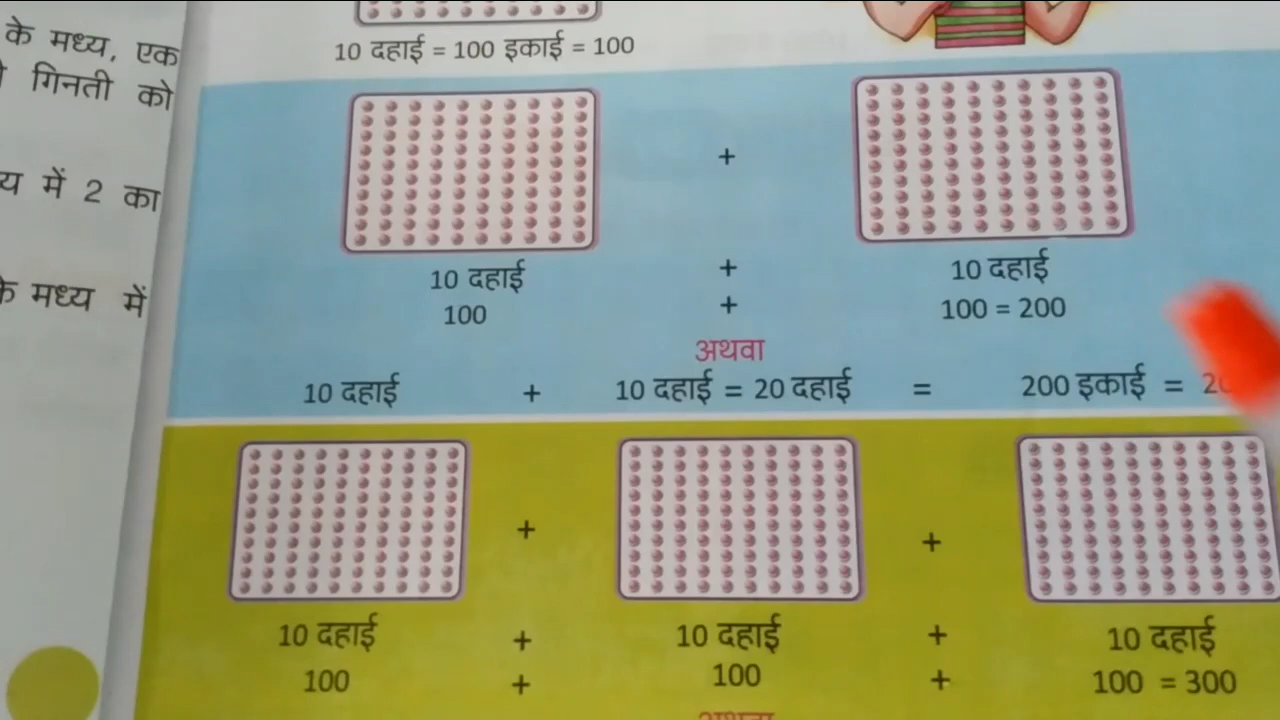 के मध्य, एक
गिनती को
में 2 का
के मध्य में
10 दहाई = 100 इकाई = 100
+
10 दहाई + 10 दहाई
100 + 100 = 200
अथवा
10 दहाई + 10 दहाई = 20 दहाई = 200 इकाई =
+ +
10 दहाई + 10 दहाई + 10 दहाई
100 + 100 + 100 = 300